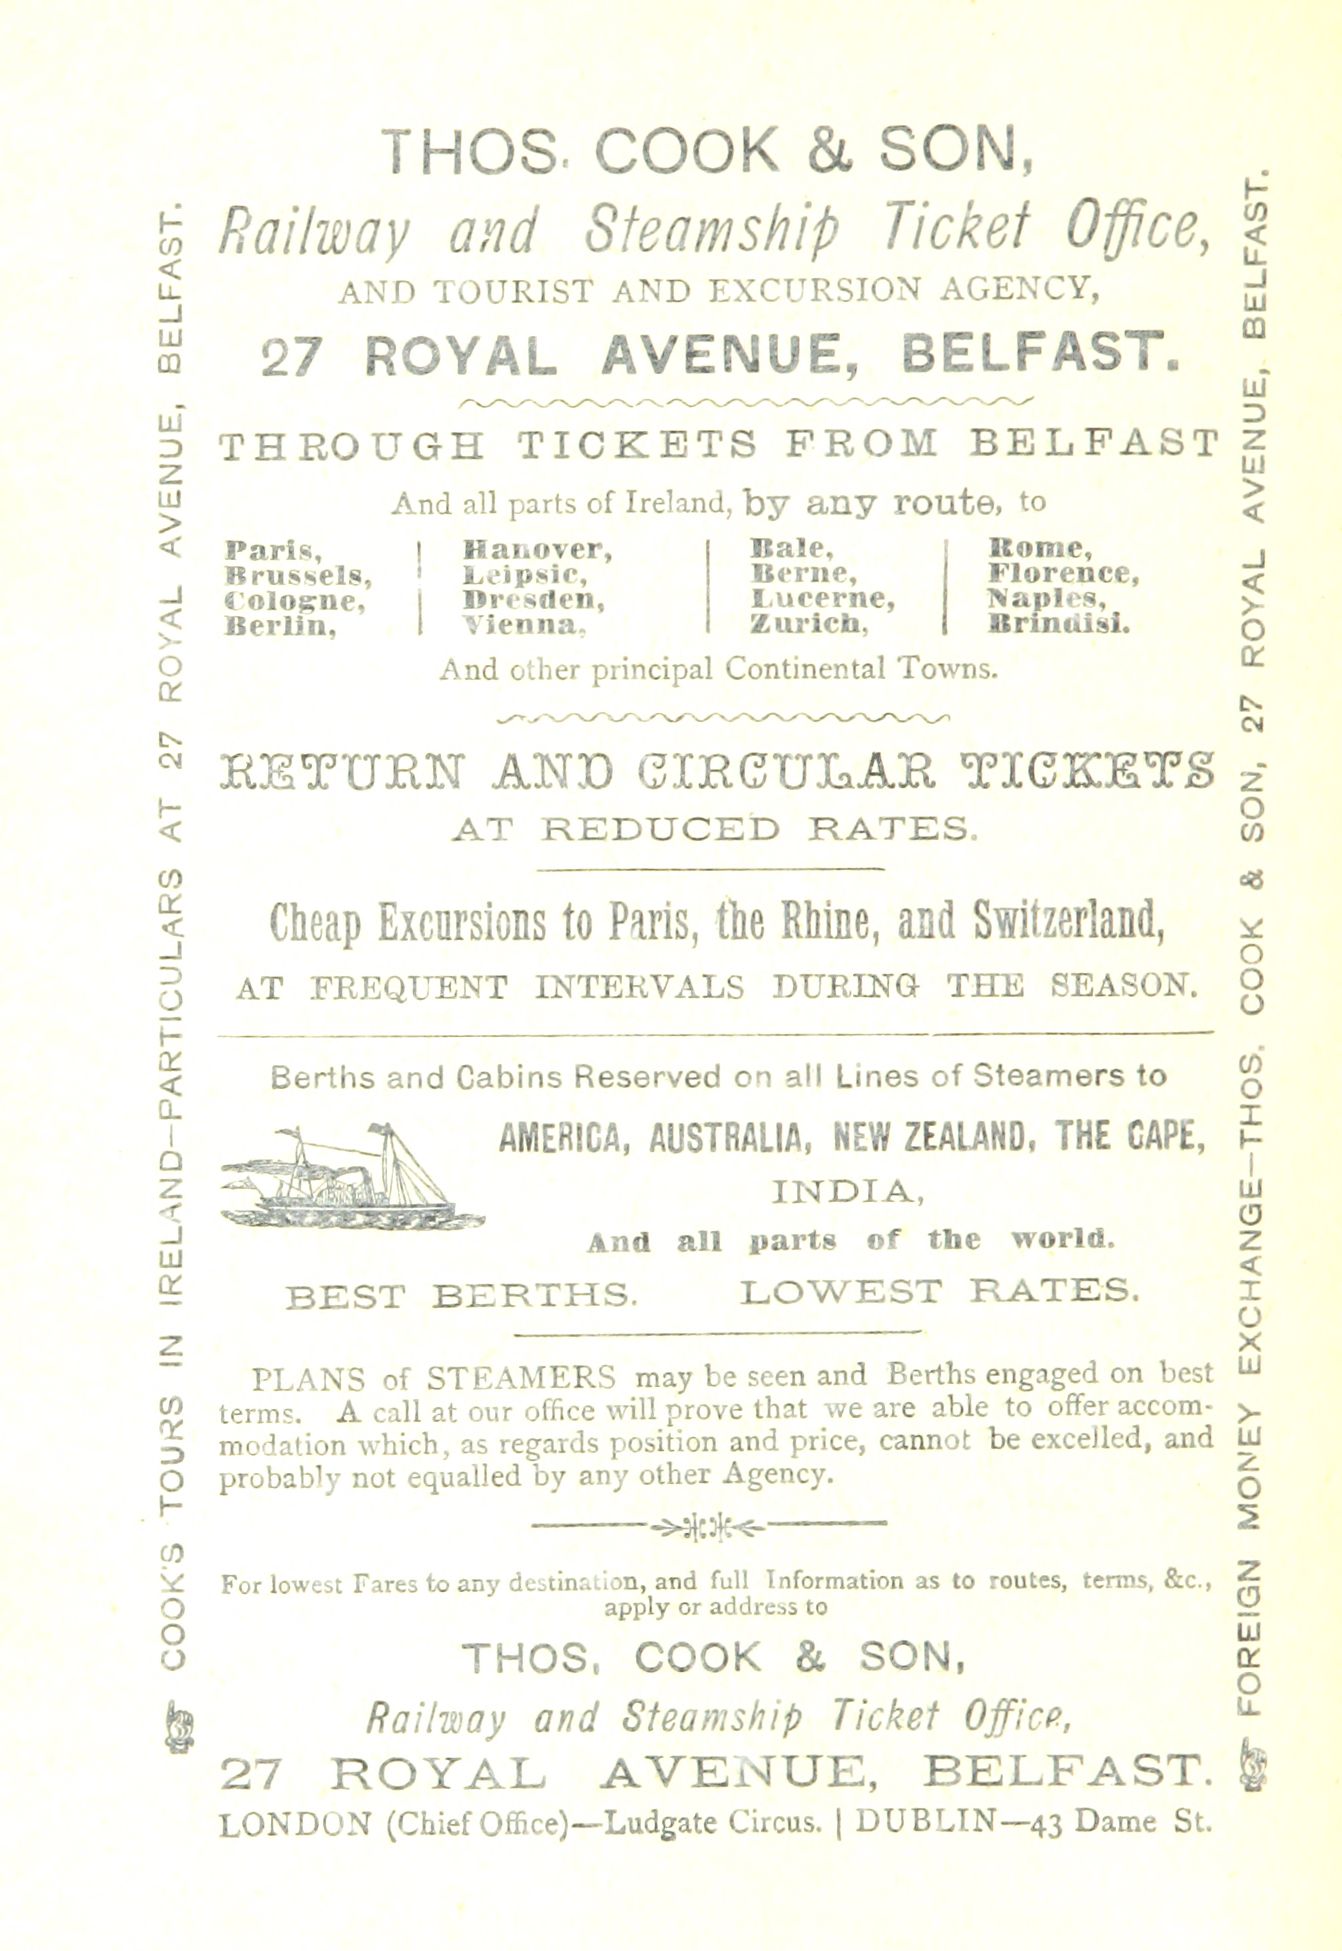 THOS. COOK & SON,
Railway and Steamship Ticket Office,
AND TOURIST AND EXCURSION AGENCY,
27 ROYAL AVENUE, BELFAST.
THROUGH TICKETS FROM BELFAST
And all parts of Ireland, by any route, to
Paris, | Hanover, | Bale, | Rome,
Brussels, | Leipsic, | Berne, | Florence,
Cologne, | Dresden, | Lucerne, | Naples,
Berlin, | Vienna, | Zurich, | Brindisi.
And other principal Continental Towns.
RETURN AND CIRCULAR TICKETS
AT REDUCED RATES.
Cheap Excursions to Paris, the Rhine, and Switzerland,
AT FREQUENT INTERVALS DURING THE SEASON.
Berths and Cabins Reserved on all Lines of Steamers to
AMERICA, AUSTRALIA, NEW ZEALAND, THE CAPE,
INDIA,
And all parts of the world.
BEST BERTHS. LOWEST RATES.
PLANS of STEAMERS may be seen and Berths engaged on best
terms. A call at our office will prove that we are able to offer accom-
modation which, as regards position and price, cannot be excelled, and
probably not equalled by any other Agency.
For lowest Fares to any destination, and full Information as to routes, terms, &c.,
apply or address to
THOS. COOK & SON,
Railway and Steamship Ticket Office,
27 ROYAL AVENUE, BELFAST.
LONDON (Chief Office)—Ludgate Circus. | DUBLIN—43 Dame St.
COOK'S TOURS IN IRELAND—PARTICULARS AT 27 ROYAL AVENUE, BELFAST.
FOREIGN MONEY EXCHANGE—THOS. COOK & SON, 27 ROYAL AVENUE, BELFAST.